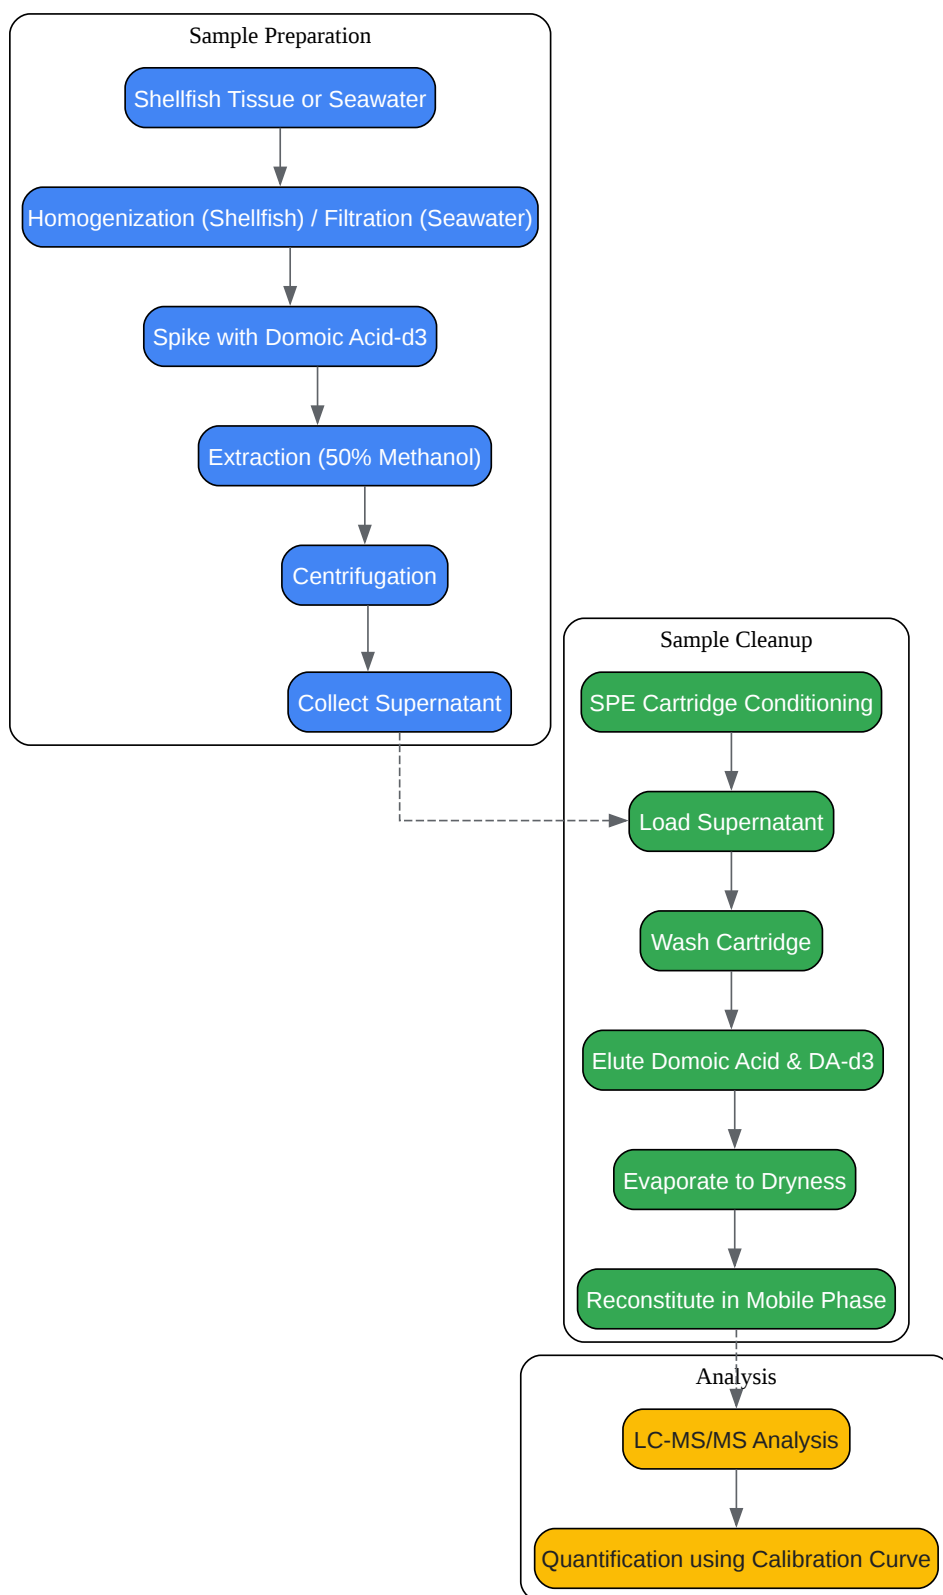 Sample Preparation
Shellfish Tissue or Seawater
Homogenization (Shellfish) / Filtration (Seawater)
Spike with Domoic Acid-d3
Extraction (50% Methanol)
Centrifugation
Collect Supernatant
Sample Cleanup
SPE Cartridge Conditioning
Load Supernatant
Wash Cartridge
Elute Domoic Acid & DA-d3
Evaporate to Dryness
Reconstitute in Mobile Phase
Analysis
LC-MS/MS Analysis
Quantification using Calibration Curve